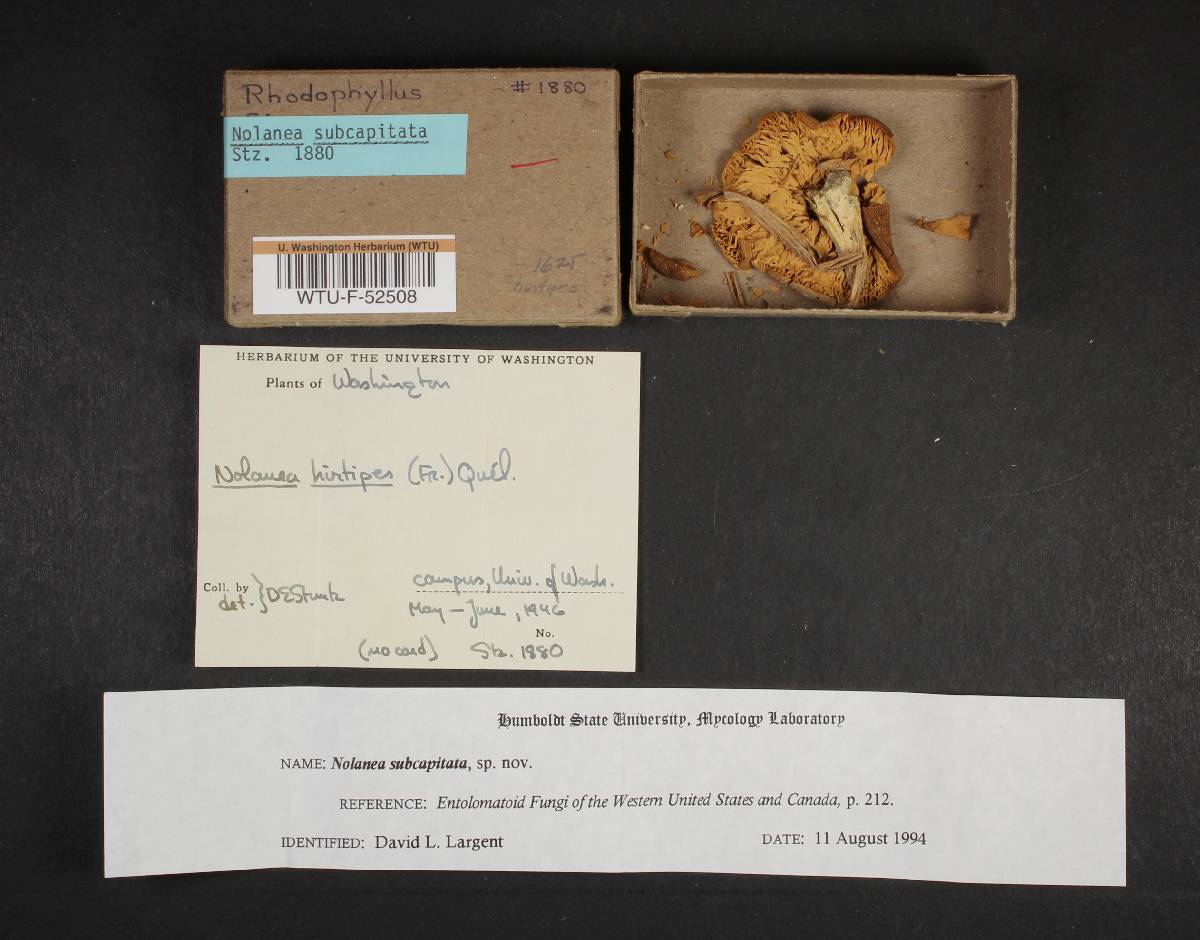 Rhodophyllus #1880
Nolanea subcapitata
Stz. 1880
U. Washington Herbarium (WTU)
WTU-F-52508
1625
hirtipes
HERBARIUM OF THE UNIVERSITY OF WASHINGTON
Plants of Washington
Nolanea hirtipes (Fr.) Quél.
Coll. by
det. } DEStuntz
campus, Univ. of Wash.
May - June, 1946
No.
(no card) Stz. 1880
Humboldt State University, Mycology Laboratory
NAME: Nolanea subcapitata, sp. nov.
REFERENCE: Entolomatoid Fungi of the Western United States and Canada, p. 212.
IDENTIFIED: David L. Largent DATE: 11 August 1994